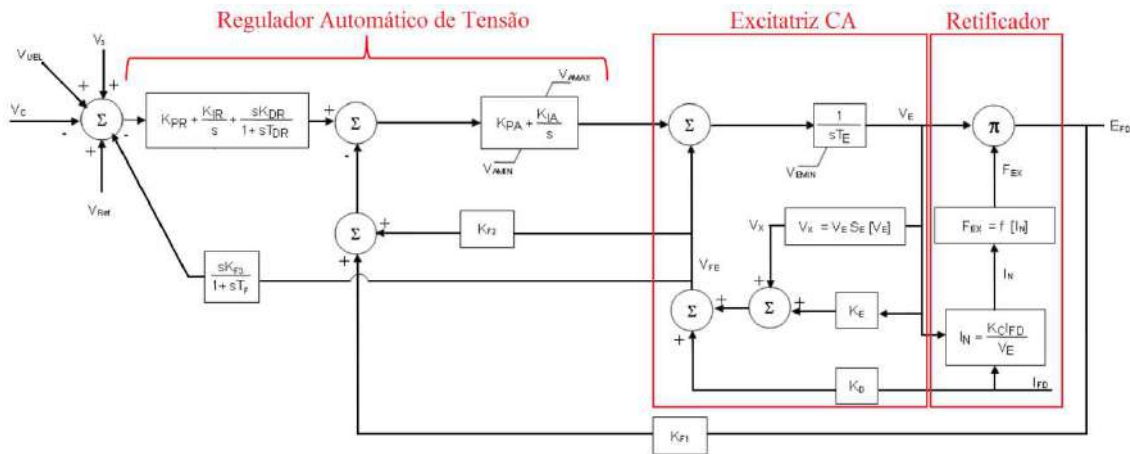 Regulador Automático de Tensão
Excitatriz CA
Retificador
V_S
V_UEL
V_C
V_Ref
Σ
K_PR + K_IR/s + sK_DR/(1+sT_DR)
Σ
V_AMAX
K_PA + K_IA/s
V_AMIN
Σ
1/(sT_E)
V_EMIN
V_E
π
E_FD
F_EX
F_EX = f [I_N]
I_N
I_N = K_C I_FD / V_E
I_FD
V_X
V_X = V_E S_E [V_E]
K_F2
Σ
V_FE
sK_F3/(1+sT_F)
Σ
Σ
K_E
K_D
K_F1